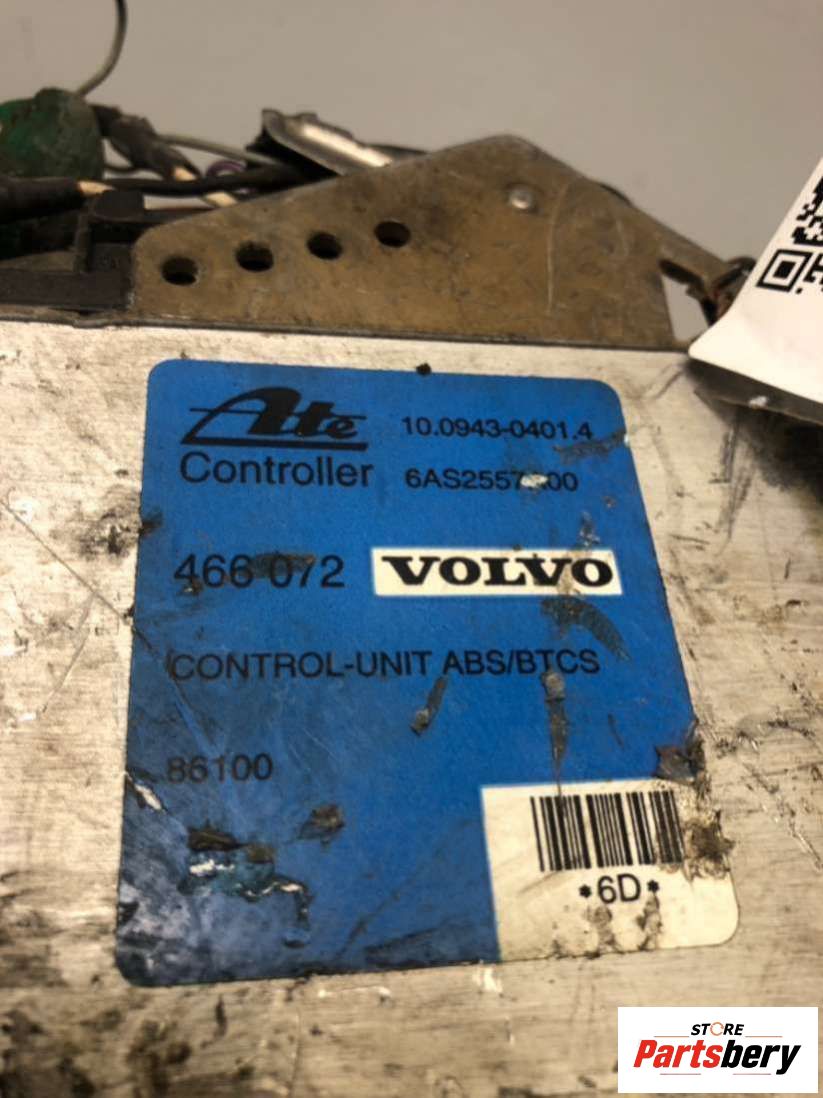 Ate
10.0943-0401.4
Controller
466 072
VOLVO
CONTROL-UNIT ABS/BTCS
86100
*6D*
STORE
Partsbery